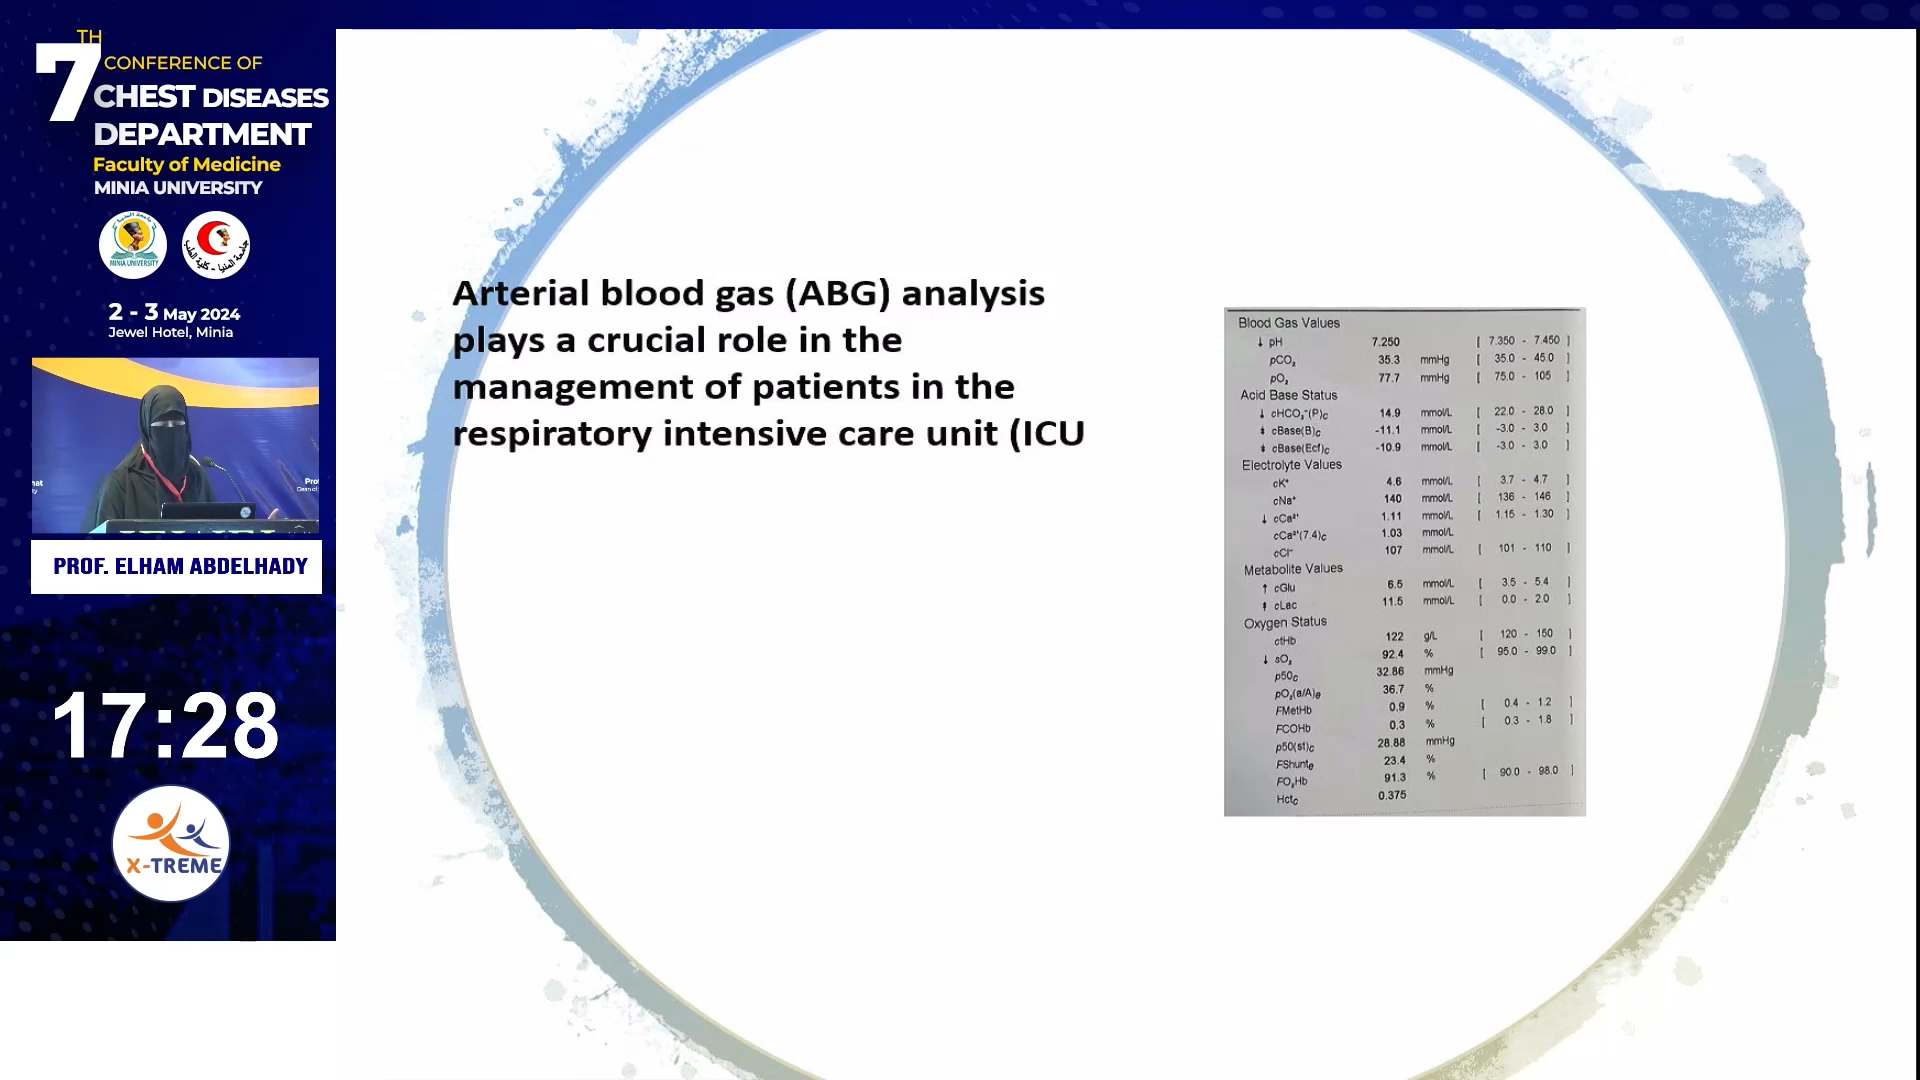 7TH
CONFERENCE OF
CHEST DISEASES
DEPARTMENT
Faculty of Medicine
MINIA UNIVERSITY
MINIA UNIVERSITY
2 - 3 May 2024
Jewel Hotel, Minia
PROF. ELHAM ABDELHADY
17:28
X-TREME
Arterial blood gas (ABG) analysis
plays a crucial role in the
management of patients in the
respiratory intensive care unit (ICU
Blood Gas Values
↓ pH 7.250 [ 7.350 - 7.450 ]
pCO₂ 35.3 mmHg [ 35.0 - 45.0 ]
pO₂ 77.7 mmHg [ 75.0 - 105 ]
Acid Base Status
↓ cHCO₃⁻(P)c 14.9 mmol/L [ 22.0 - 28.0 ]
cBase(B)c -11.1 mmol/L [ -3.0 - 3.0 ]
cBase(Ecf)c -10.9 mmol/L [ -3.0 - 3.0 ]
Electrolyte Values
cK⁺ 4.6 mmol/L [ 3.7 - 4.7 ]
cNa⁺ 140 mmol/L [ 136 - 146 ]
↓ cCa²⁺ 1.11 mmol/L [ 1.15 - 1.30 ]
cCa²⁺(7.4)c 1.03 mmol/L
cCl⁻ 107 mmol/L [ 101 - 110 ]
Metabolite Values
↑ cGlu 6.5 mmol/L [ 3.5 - 5.4 ]
cLac 11.5 mmol/L [ 0.0 - 2.0 ]
Oxygen Status
ctHb 122 g/L [ 120 - 160 ]
↓ sO₂ 92.4 % [ 95.0 - 99.0 ]
p50c 32.86 mmHg
pO₂(a/A)e 36.7 %
FMetHb 0.9 % [ 0.4 - 1.2 ]
FCOHb 0.3 % [ 0.3 - 1.8 ]
p50(st)c 28.88 mmHg
FShunte 23.4 %
FO₂Hb 91.3 % [ 90.0 - 98.0 ]
Hctc 0.375